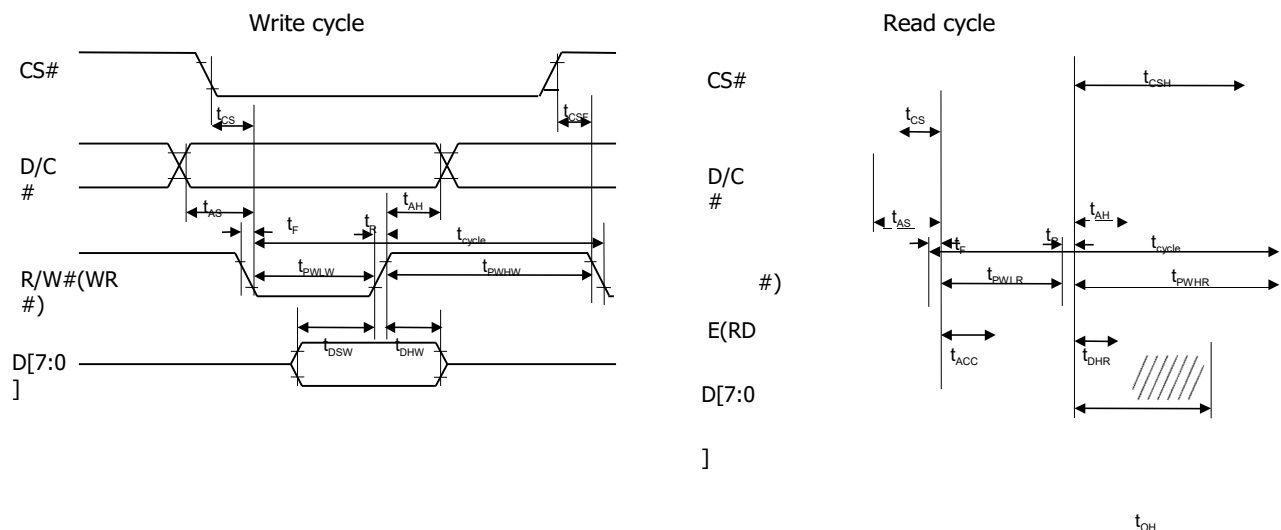 Write cycle
CS#
tCS
tCSF
D/C
#
tAS
tAH
tF
tR
tcycle
R/W#(WR
#)
tPWLW
tPWHW
tDSW
tDHW
D[7:0
]
Read cycle
CS#
tCSH
tCS
D/C
#
tAS
tAH
tF
tR
tcycle
#)
tPWLR
tPWHR
E(RD
tACC
tDHR
D[7:0
]
tOH